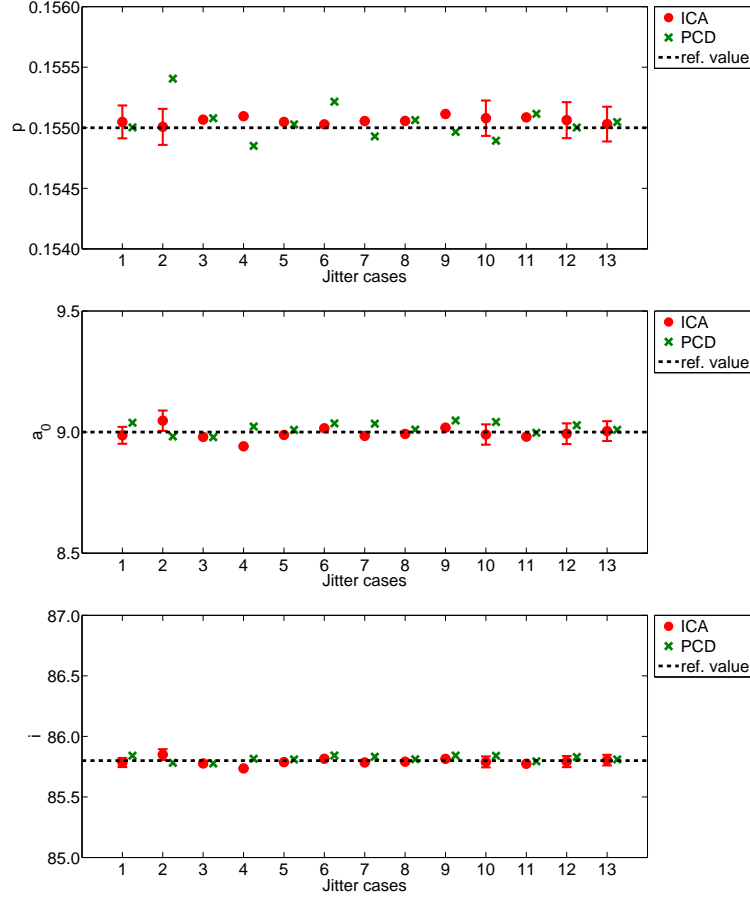 0.1560
0.1555
0.1550
0.1545
0.1540
p
1 2 3 4 5 6 7 8 9 10 11 12 13
Jitter cases
ICA
PCD
ref. value
9.5
9.0
8.5
a0
1 2 3 4 5 6 7 8 9 10 11 12 13
Jitter cases
ICA
PCD
ref. value
87.0
86.5
86.0
85.5
85.0
i
1 2 3 4 5 6 7 8 9 10 11 12 13
Jitter cases
ICA
PCD
ref. value